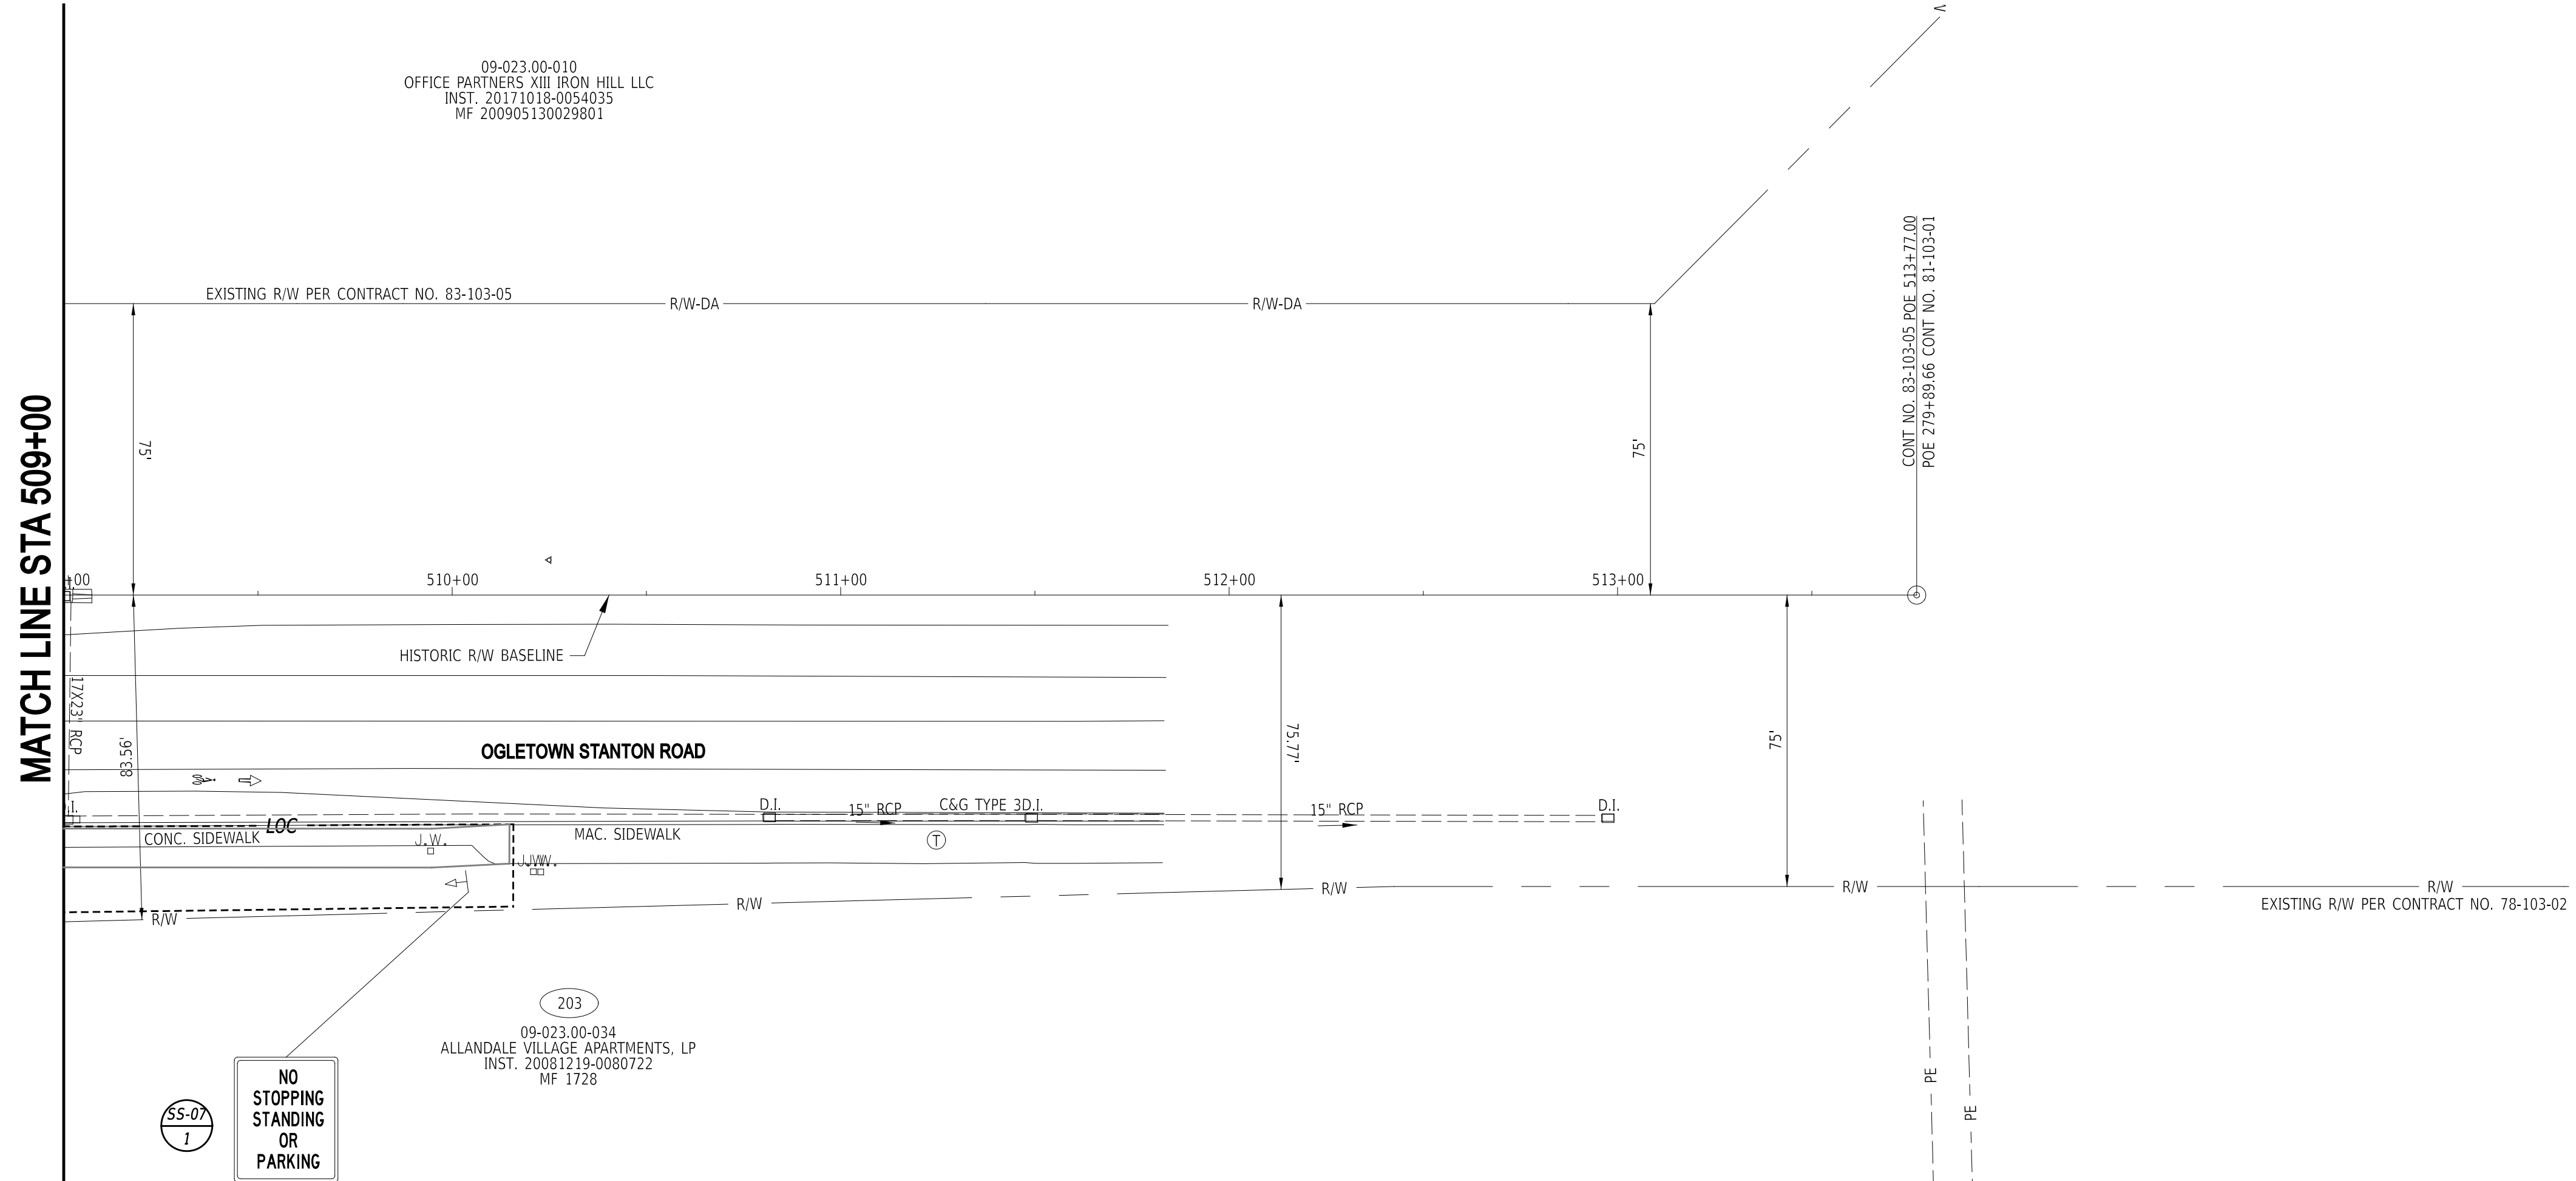 09-023.00-010
OFFICE PARTNERS XIII IRON HILL LLC
INST. 20171018-0054035
MF 200905130029801
MATCH LINE STA 509+00
EXISTING R/W PER CONTRACT NO. 83-103-05
R/W-DA
R/W-DA
CONT NO. 83-103-05 POE 513+77.00
POE 279+89.66 CONT NO. 81-103-01
75'
75'
+00
510+00
511+00
512+00
513+00
HISTORIC R/W BASELINE
17X23" RCP
83.56'
OGLETOWN STANTON ROAD
75.77'
75'
.I.
D.I.
15" RCP
C&G TYPE 3
D.I.
15" RCP
D.I.
LOC
CONC. SIDEWALK
J.W.
MAC. SIDEWALK
T
R/W
R/W
R/W
R/W
R/W
EXISTING R/W PER CONTRACT NO. 78-103-02
203
09-023.00-034
ALLANDALE VILLAGE APARTMENTS, LP
INST. 20081219-0080722
MF 1728
PE
PE
SS-07
1
NO
STOPPING
STANDING
OR
PARKING